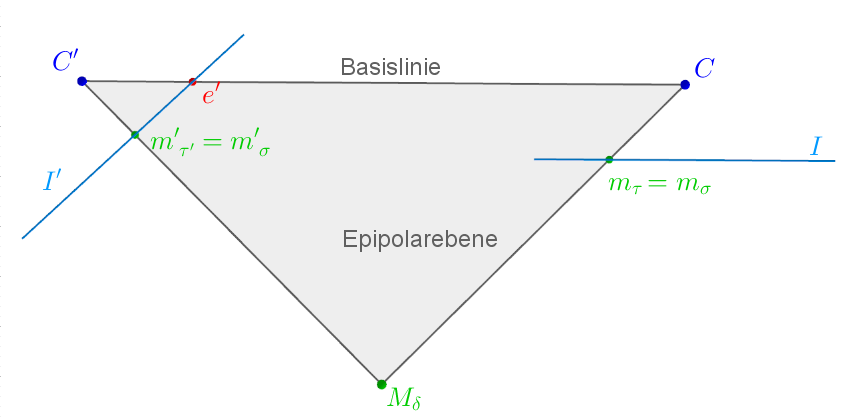 C′
Basislinie
C
e′
m′τ′ = m′σ
I
I′
mτ = mσ
Epipolarebene
Mδ